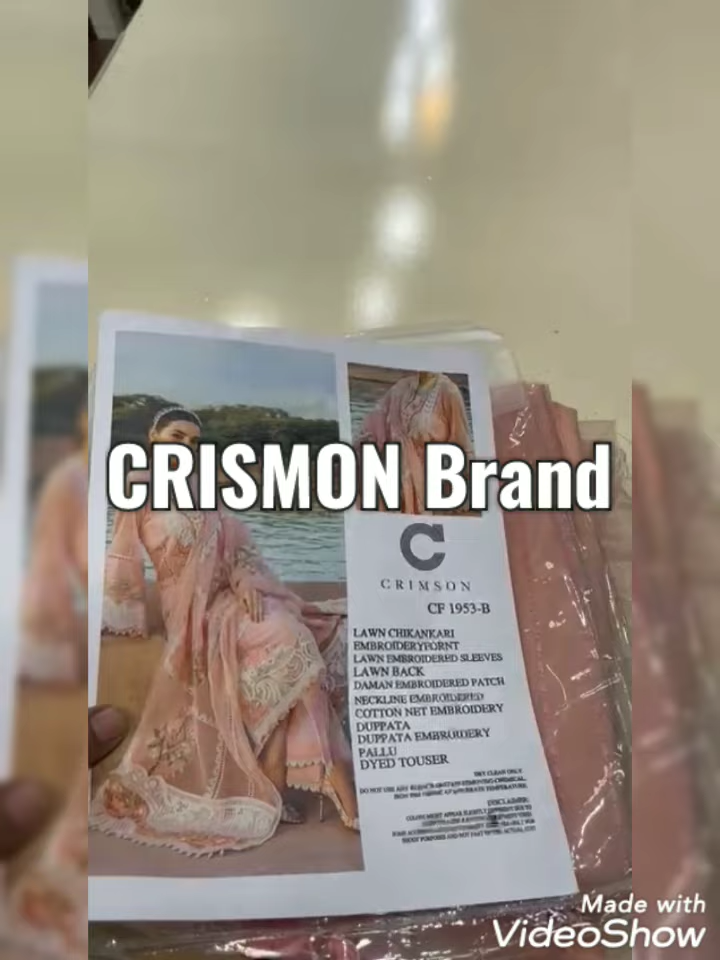 CRISMON Brand
C
CRIMSON
CF 1953-B
LAWN CHIKANKARI
EMBROIDERYFORNT
LAWN EMBROIDERED SLEEVES
LAWN BACK
DAMAN EMBROIDERED PATCH
NECKLINE EMBROIDERED
COTTON NET EMBROIDERY
DUPPATA
DUPPATA EMBROIDERY
PALLU
DYED TOUSER
DRY CLEAN ONLY
DISCLAIMER:
Made with
VideoShow